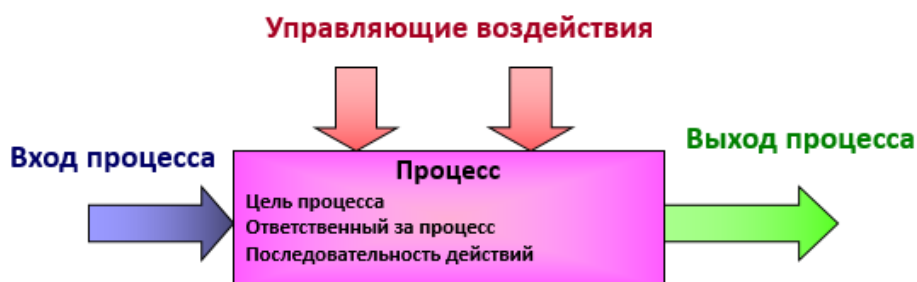 Управляющие воздействия
Вход процесса
Выход процесса
Процесс
Цель процесса
Ответственный за процесс
Последовательность действий